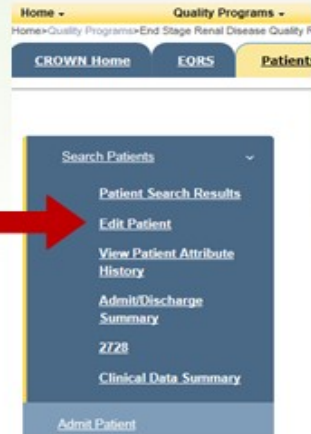 Home Quality Programs
Home>Quality Programs>End Stage Renal Disease Quality
CROWN Home EQRS Patients
Search Patients
Patient Search Results
Edit Patient
View Patient Attribute
History
Admit/Discharge
Summary
2728
Clinical Data Summary
Admit Patient